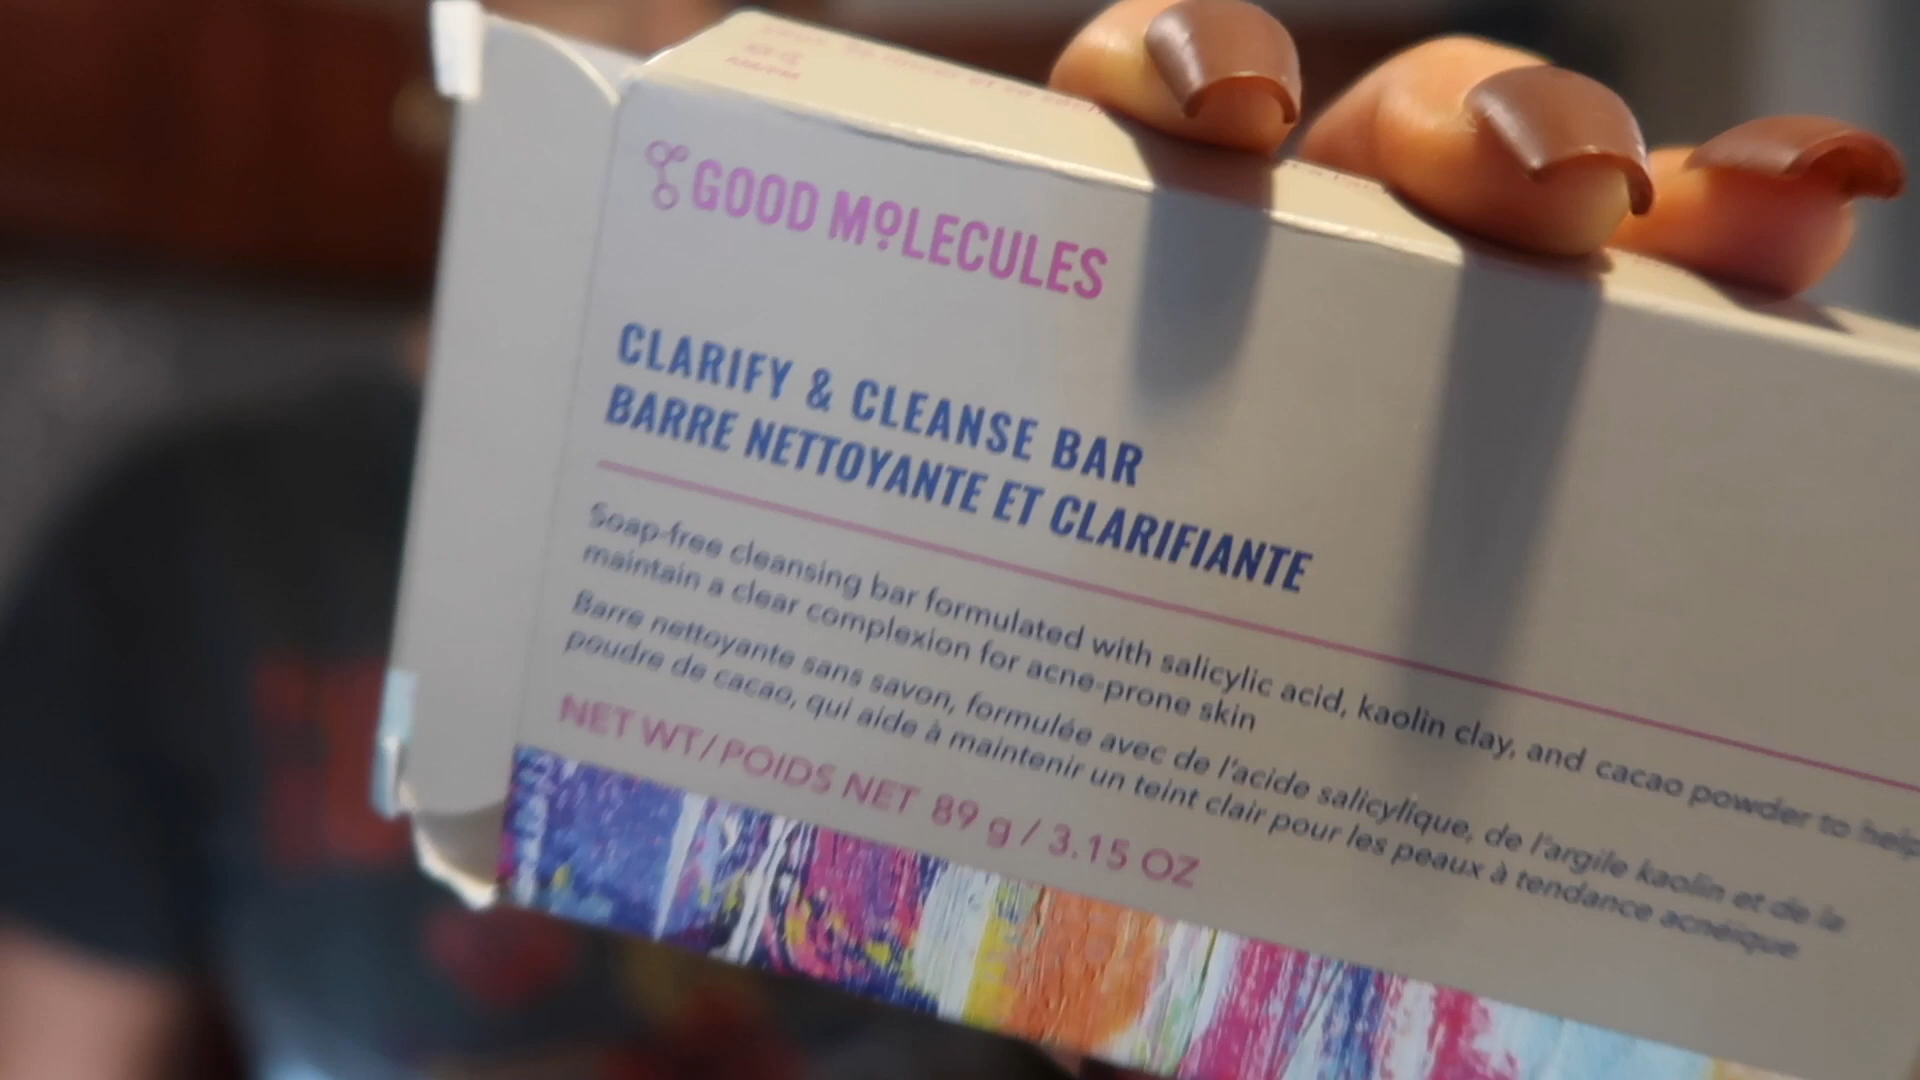 GOOD MOLECULES
CLARIFY & CLEANSE BAR
BARRE NETTOYANTE ET CLARIFIANTE
Soap-free cleansing bar formulated with salicylic acid, kaolin clay, and cacao powder to help
maintain a clear complexion for acne-prone skin
Barre nettoyante sans savon, formulée avec de l'acide salicylique, de l'argile kaolin et de la
poudre de cacao, qui aide à maintenir un teint clair pour les peaux à tendance acnéique
NET WT/POIDS NET 89 g / 3.15 OZ